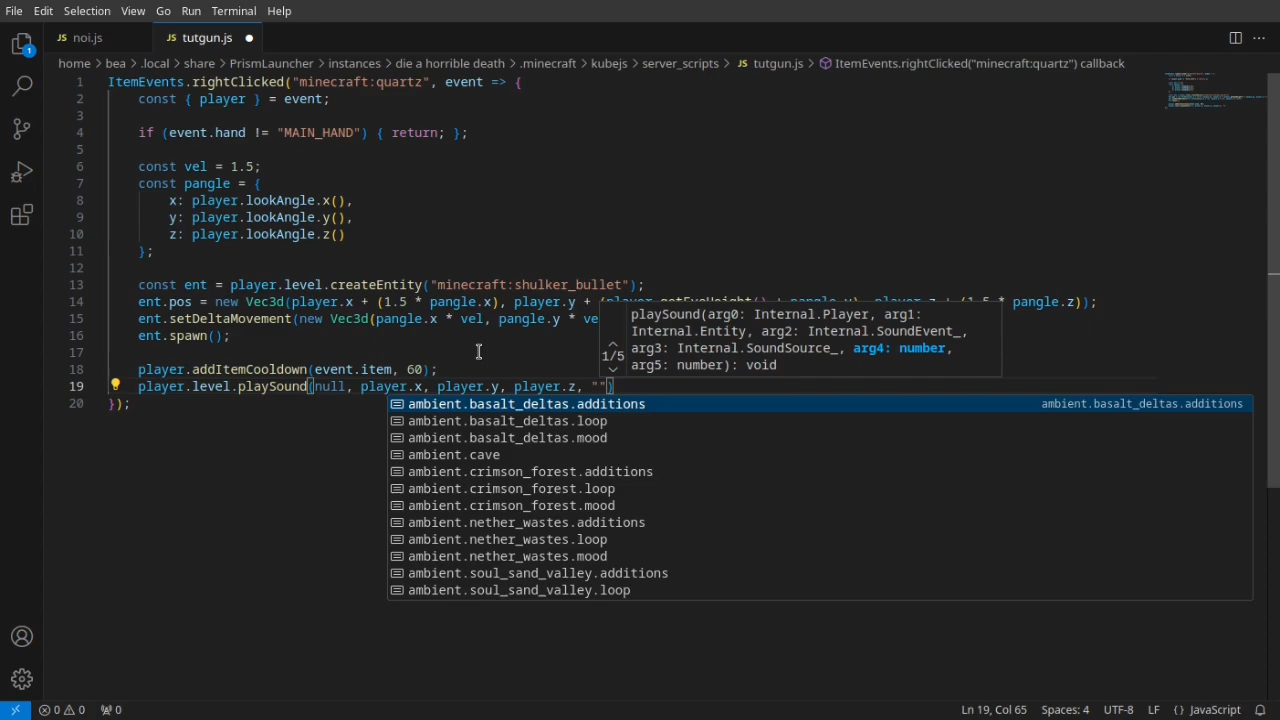 File Edit Selection View Go Run Terminal Help
JS noi.js JS tutgun.js
1
home > bea > .local > share > PrismLauncher > instances > die a horrible death > .minecraft > kubejs > server_scripts > JS tutgun.js > ItemEvents.rightClicked("minecraft:quartz") callback
1 ItemEvents.rightClicked("minecraft:quartz", event => {
2 const { player } = event;
3
4 if (event.hand != "MAIN_HAND") { return; };
5
6 const vel = 1.5;
7 const pangle = {
8 x: player.lookAngle.x(),
9 y: player.lookAngle.y(),
10 z: player.lookAngle.z()
11 };
12
13 const ent = player.level.createEntity("minecraft:shulker_bullet");
14 ent.pos = new Vec3d(player.x + (1.5 * pangle.x), player.y + (player.getEyeHeight() + pangle.y), player.z + (1.5 * pangle.z));
15 ent.setDeltaMovement(new Vec3d(pangle.x * vel, pangle.y * ve
16 ent.spawn();
17
18 player.addItemCooldown(event.item, 60);
19 player.level.playSound(null, player.x, player.y, player.z, "")
20 });
1/5
playSound(arg0: Internal.Player, arg1:
Internal.Entity, arg2: Internal.SoundEvent_,
arg3: Internal.SoundSource_, arg4: number,
arg5: number): void
ambient.basalt_deltas.additions ambient.basalt_deltas.additions
ambient.basalt_deltas.loop
ambient.basalt_deltas.mood
ambient.cave
ambient.crimson_forest.additions
ambient.crimson_forest.loop
ambient.crimson_forest.mood
ambient.nether_wastes.additions
ambient.nether_wastes.loop
ambient.nether_wastes.mood
ambient.soul_sand_valley.additions
ambient.soul_sand_valley.loop
0 0 0 Ln 19, Col 65 Spaces: 4 UTF-8 LF { } JavaScript